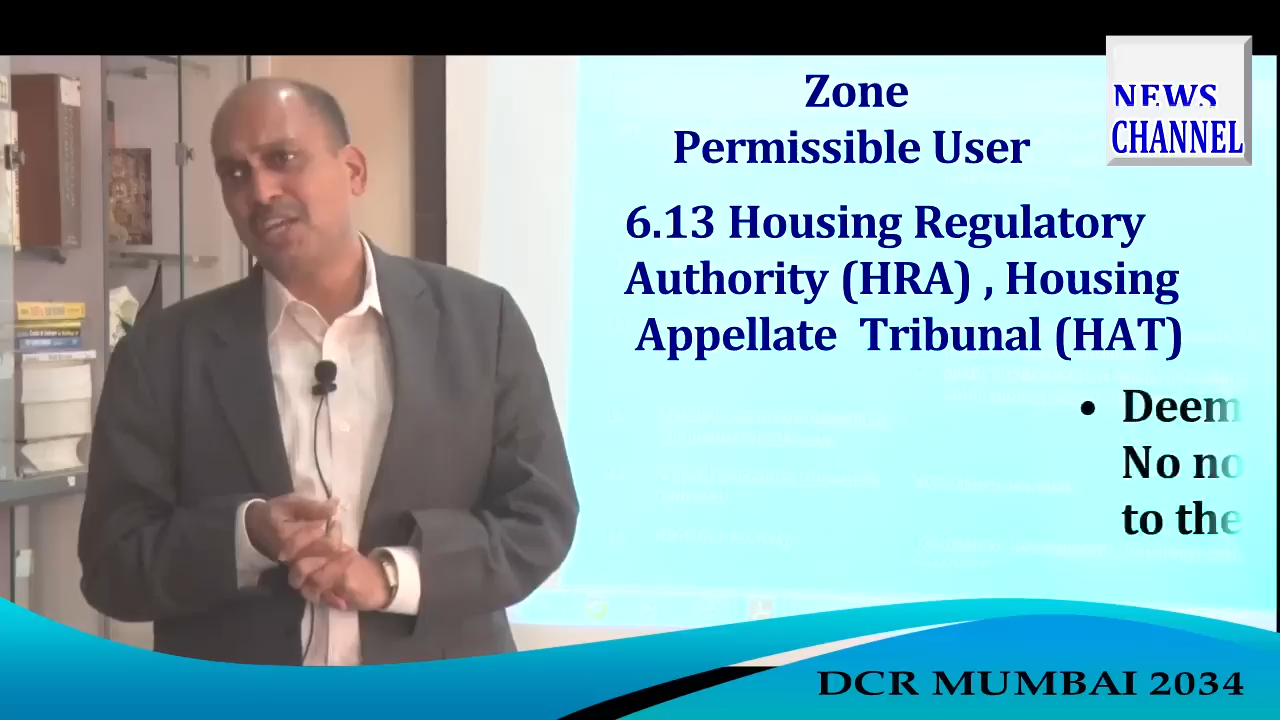 Zone
Permissible User
NEWS
CHANNEL
6.13 Housing Regulatory
Authority (HRA) , Housing
Appellate Tribunal (HAT)
• Deem
No no
to the
DCR MUMBAI 2034